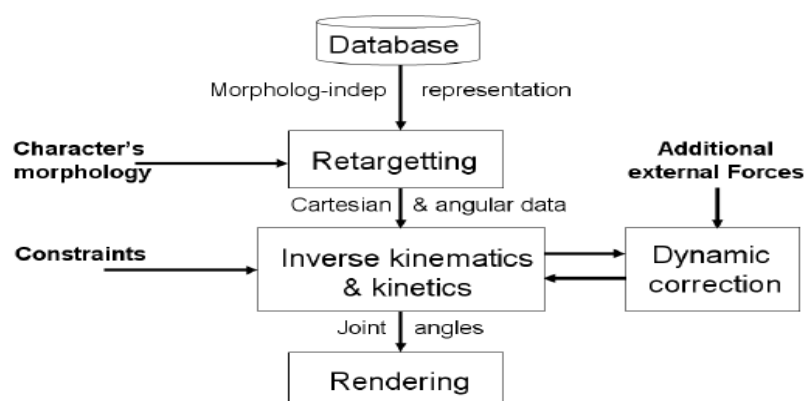 Database
Morpholog-indep representation
Character's
morphology
Retargetting
Additional
external Forces
Cartesian & angular data
Constraints
Inverse kinematics
& kinetics
Dynamic
correction
Joint angles
Rendering